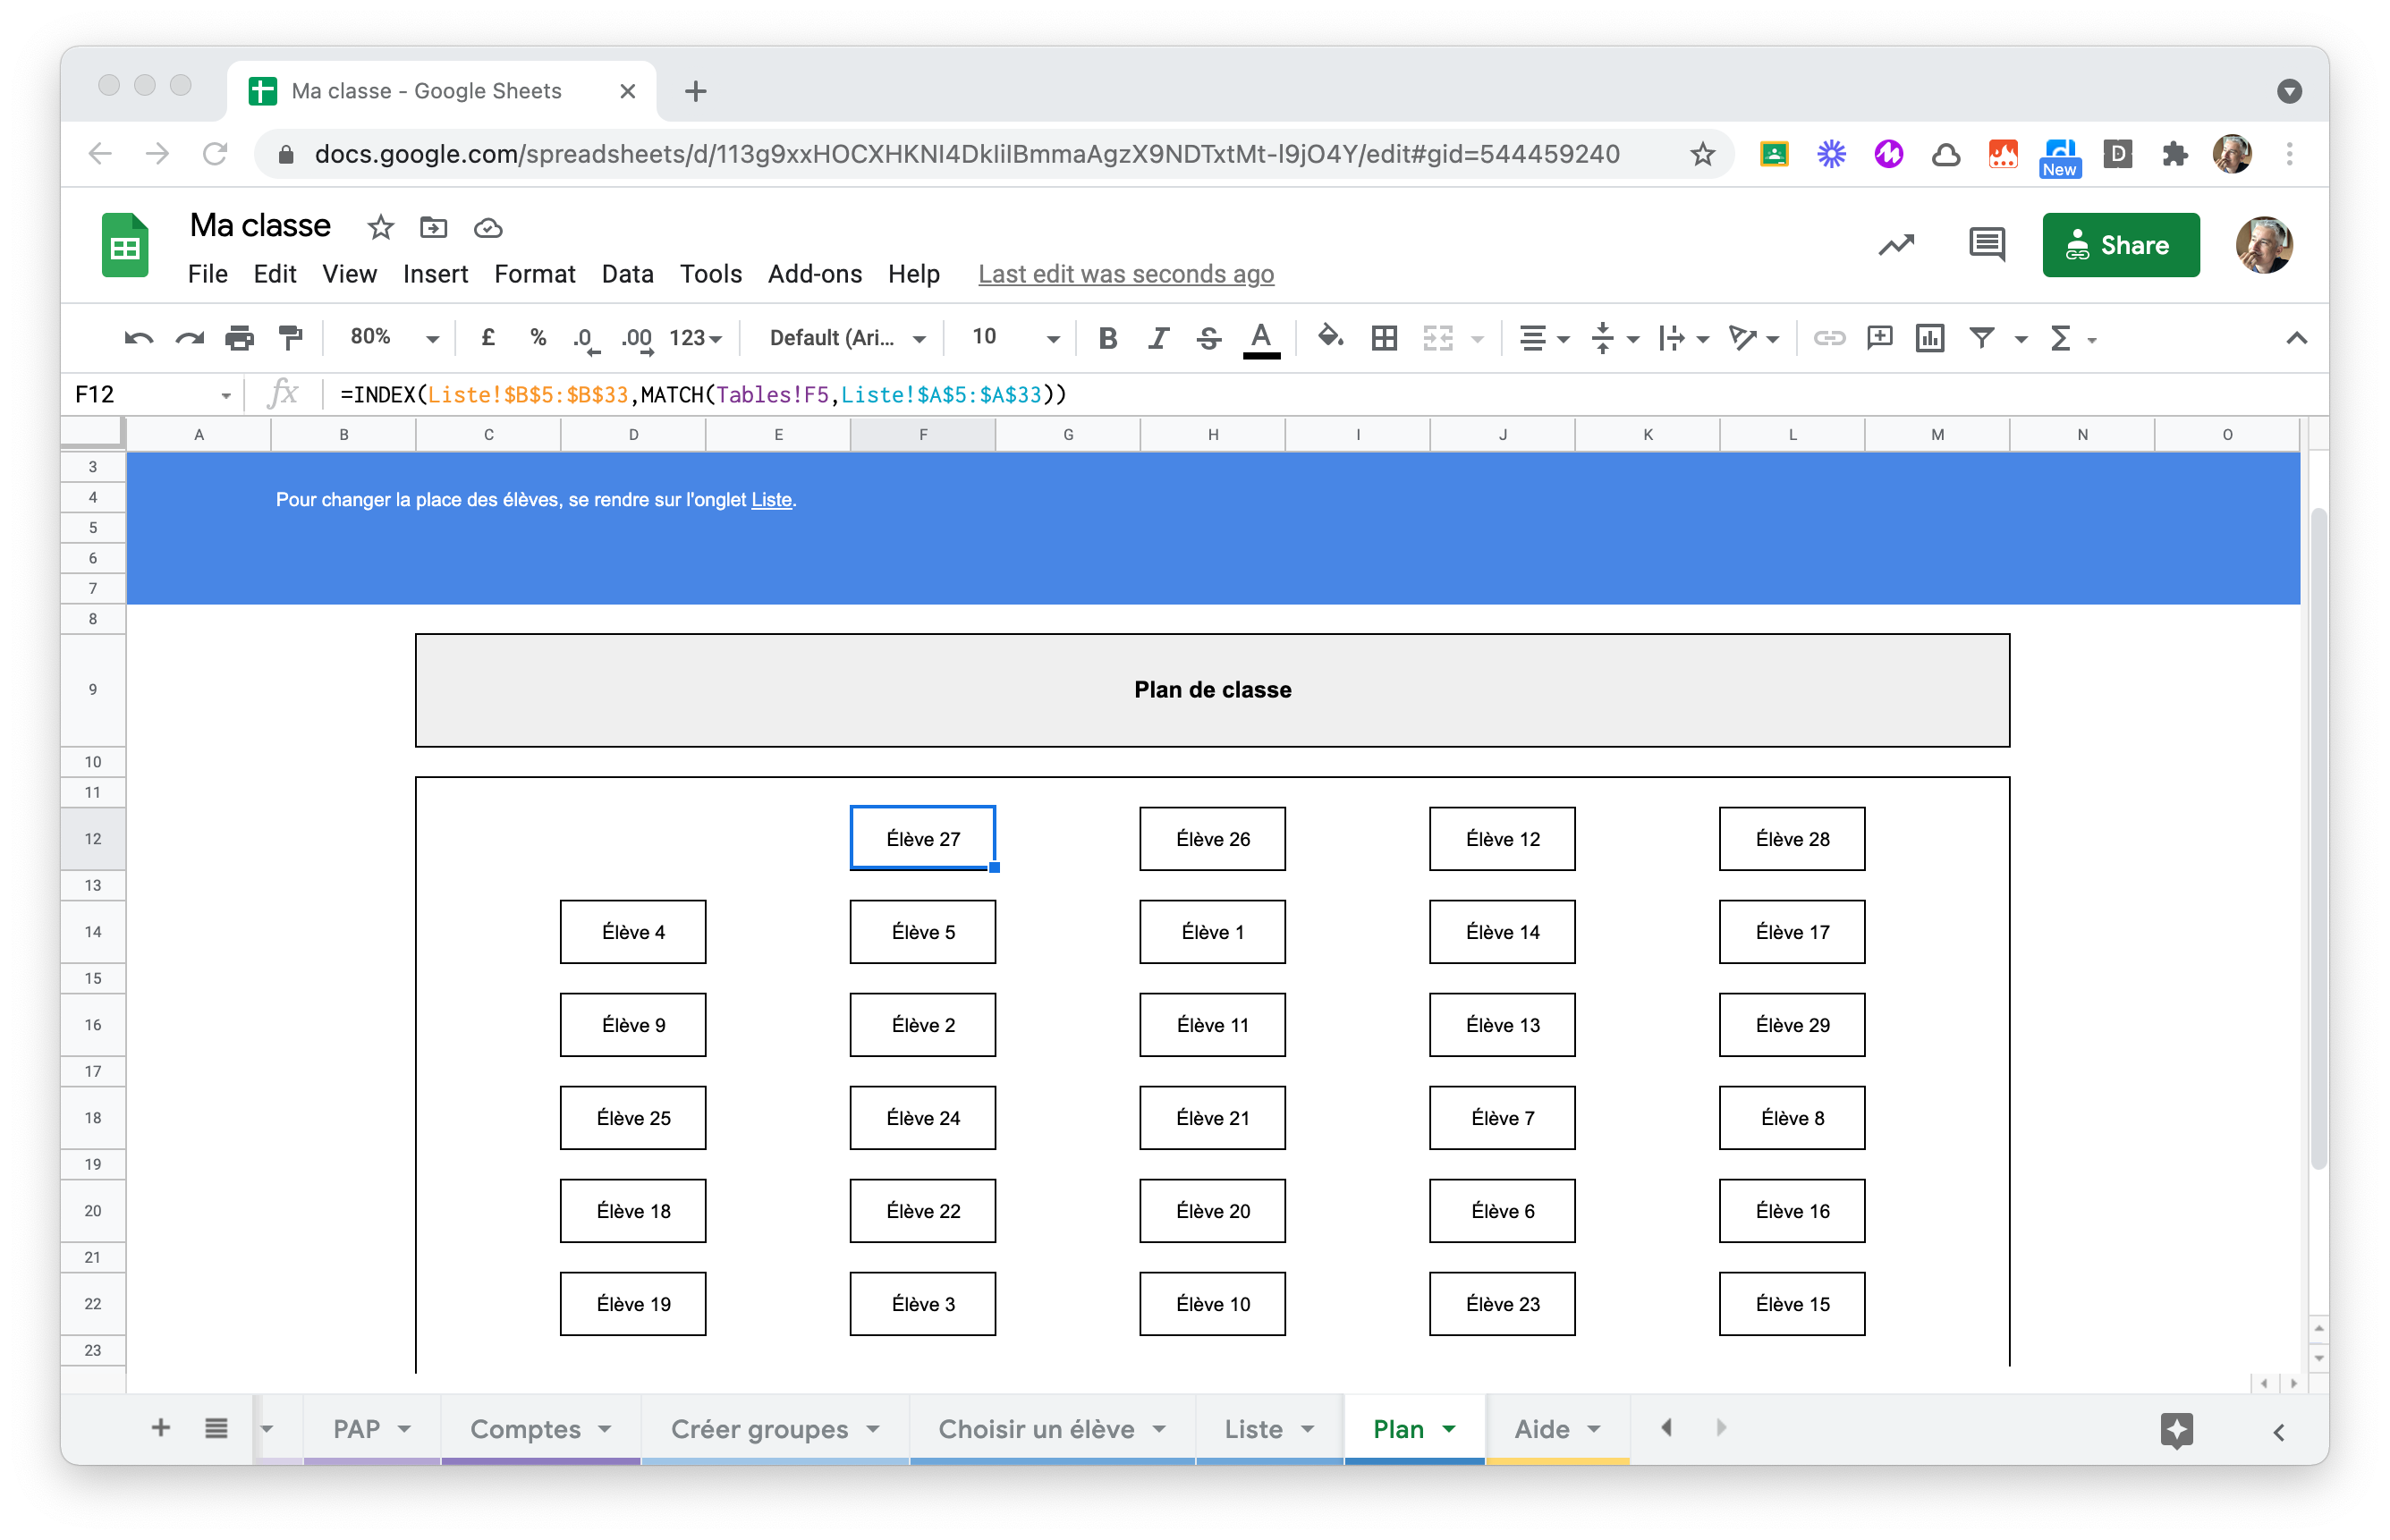 Ma classe - Google Sheets
docs.google.com/spreadsheets/d/113g9xxHOCXHKNI4DkIiIBmmaAgzX9NDTxtMt-I9jO4Y/edit#gid=544459240
New
D
Ma classe
File Edit View Insert Format Data Tools Add-ons Help Last edit was seconds ago
Share
80% £ % .0 .00 123 Default (Ari... 10 B I S A Σ
F12 fx =INDEX(Liste!$B$5:$B$33,MATCH(Tables!F5,Liste!$A$5:$A$33))
A B C D E F G H I J K L M N O
3
4 Pour changer la place des élèves, se rendre sur l'onglet Liste.
5
6
7
8
9 Plan de classe
10
11
12 Élève 27 Élève 26 Élève 12 Élève 28
13
14 Élève 4 Élève 5 Élève 1 Élève 14 Élève 17
15
16 Élève 9 Élève 2 Élève 11 Élève 13 Élève 29
17
18 Élève 25 Élève 24 Élève 21 Élève 7 Élève 8
19
20 Élève 18 Élève 22 Élève 20 Élève 6 Élève 16
21
22 Élève 19 Élève 3 Élève 10 Élève 23 Élève 15
23
PAP Comptes Créer groupes Choisir un élève Liste Plan Aide